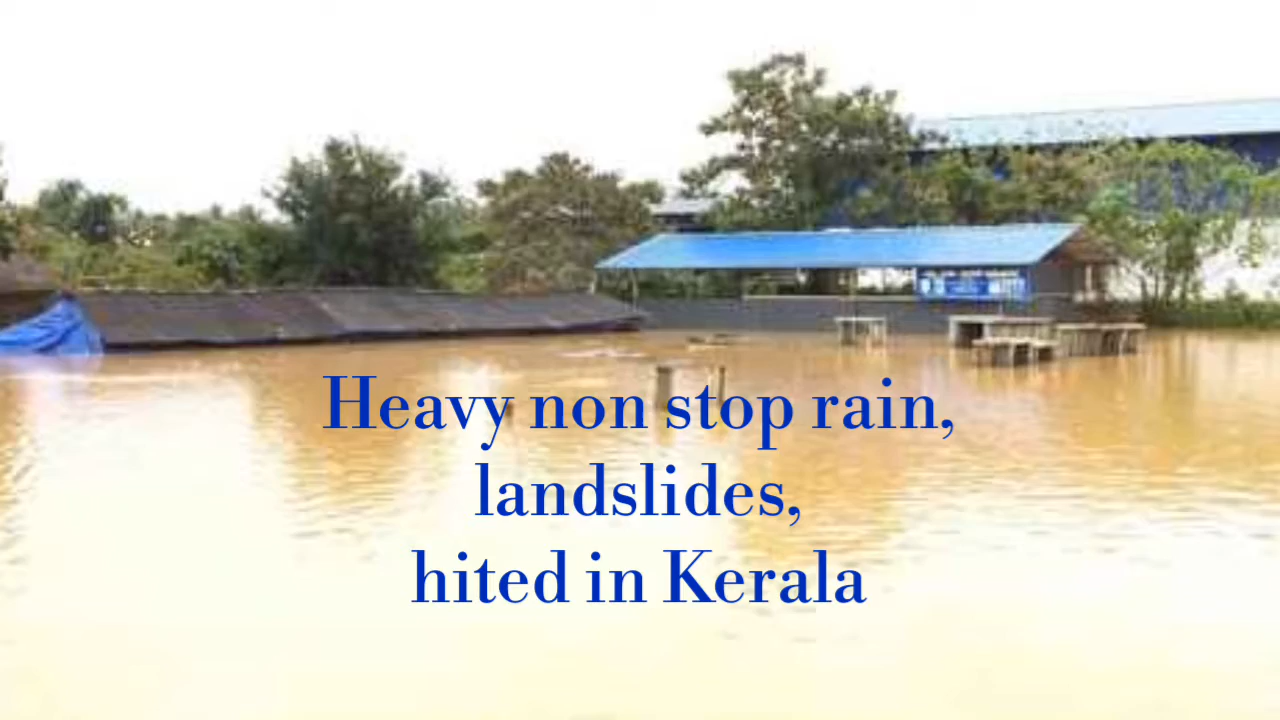 Heavy non stop rain,
landslides,
hited in Kerala